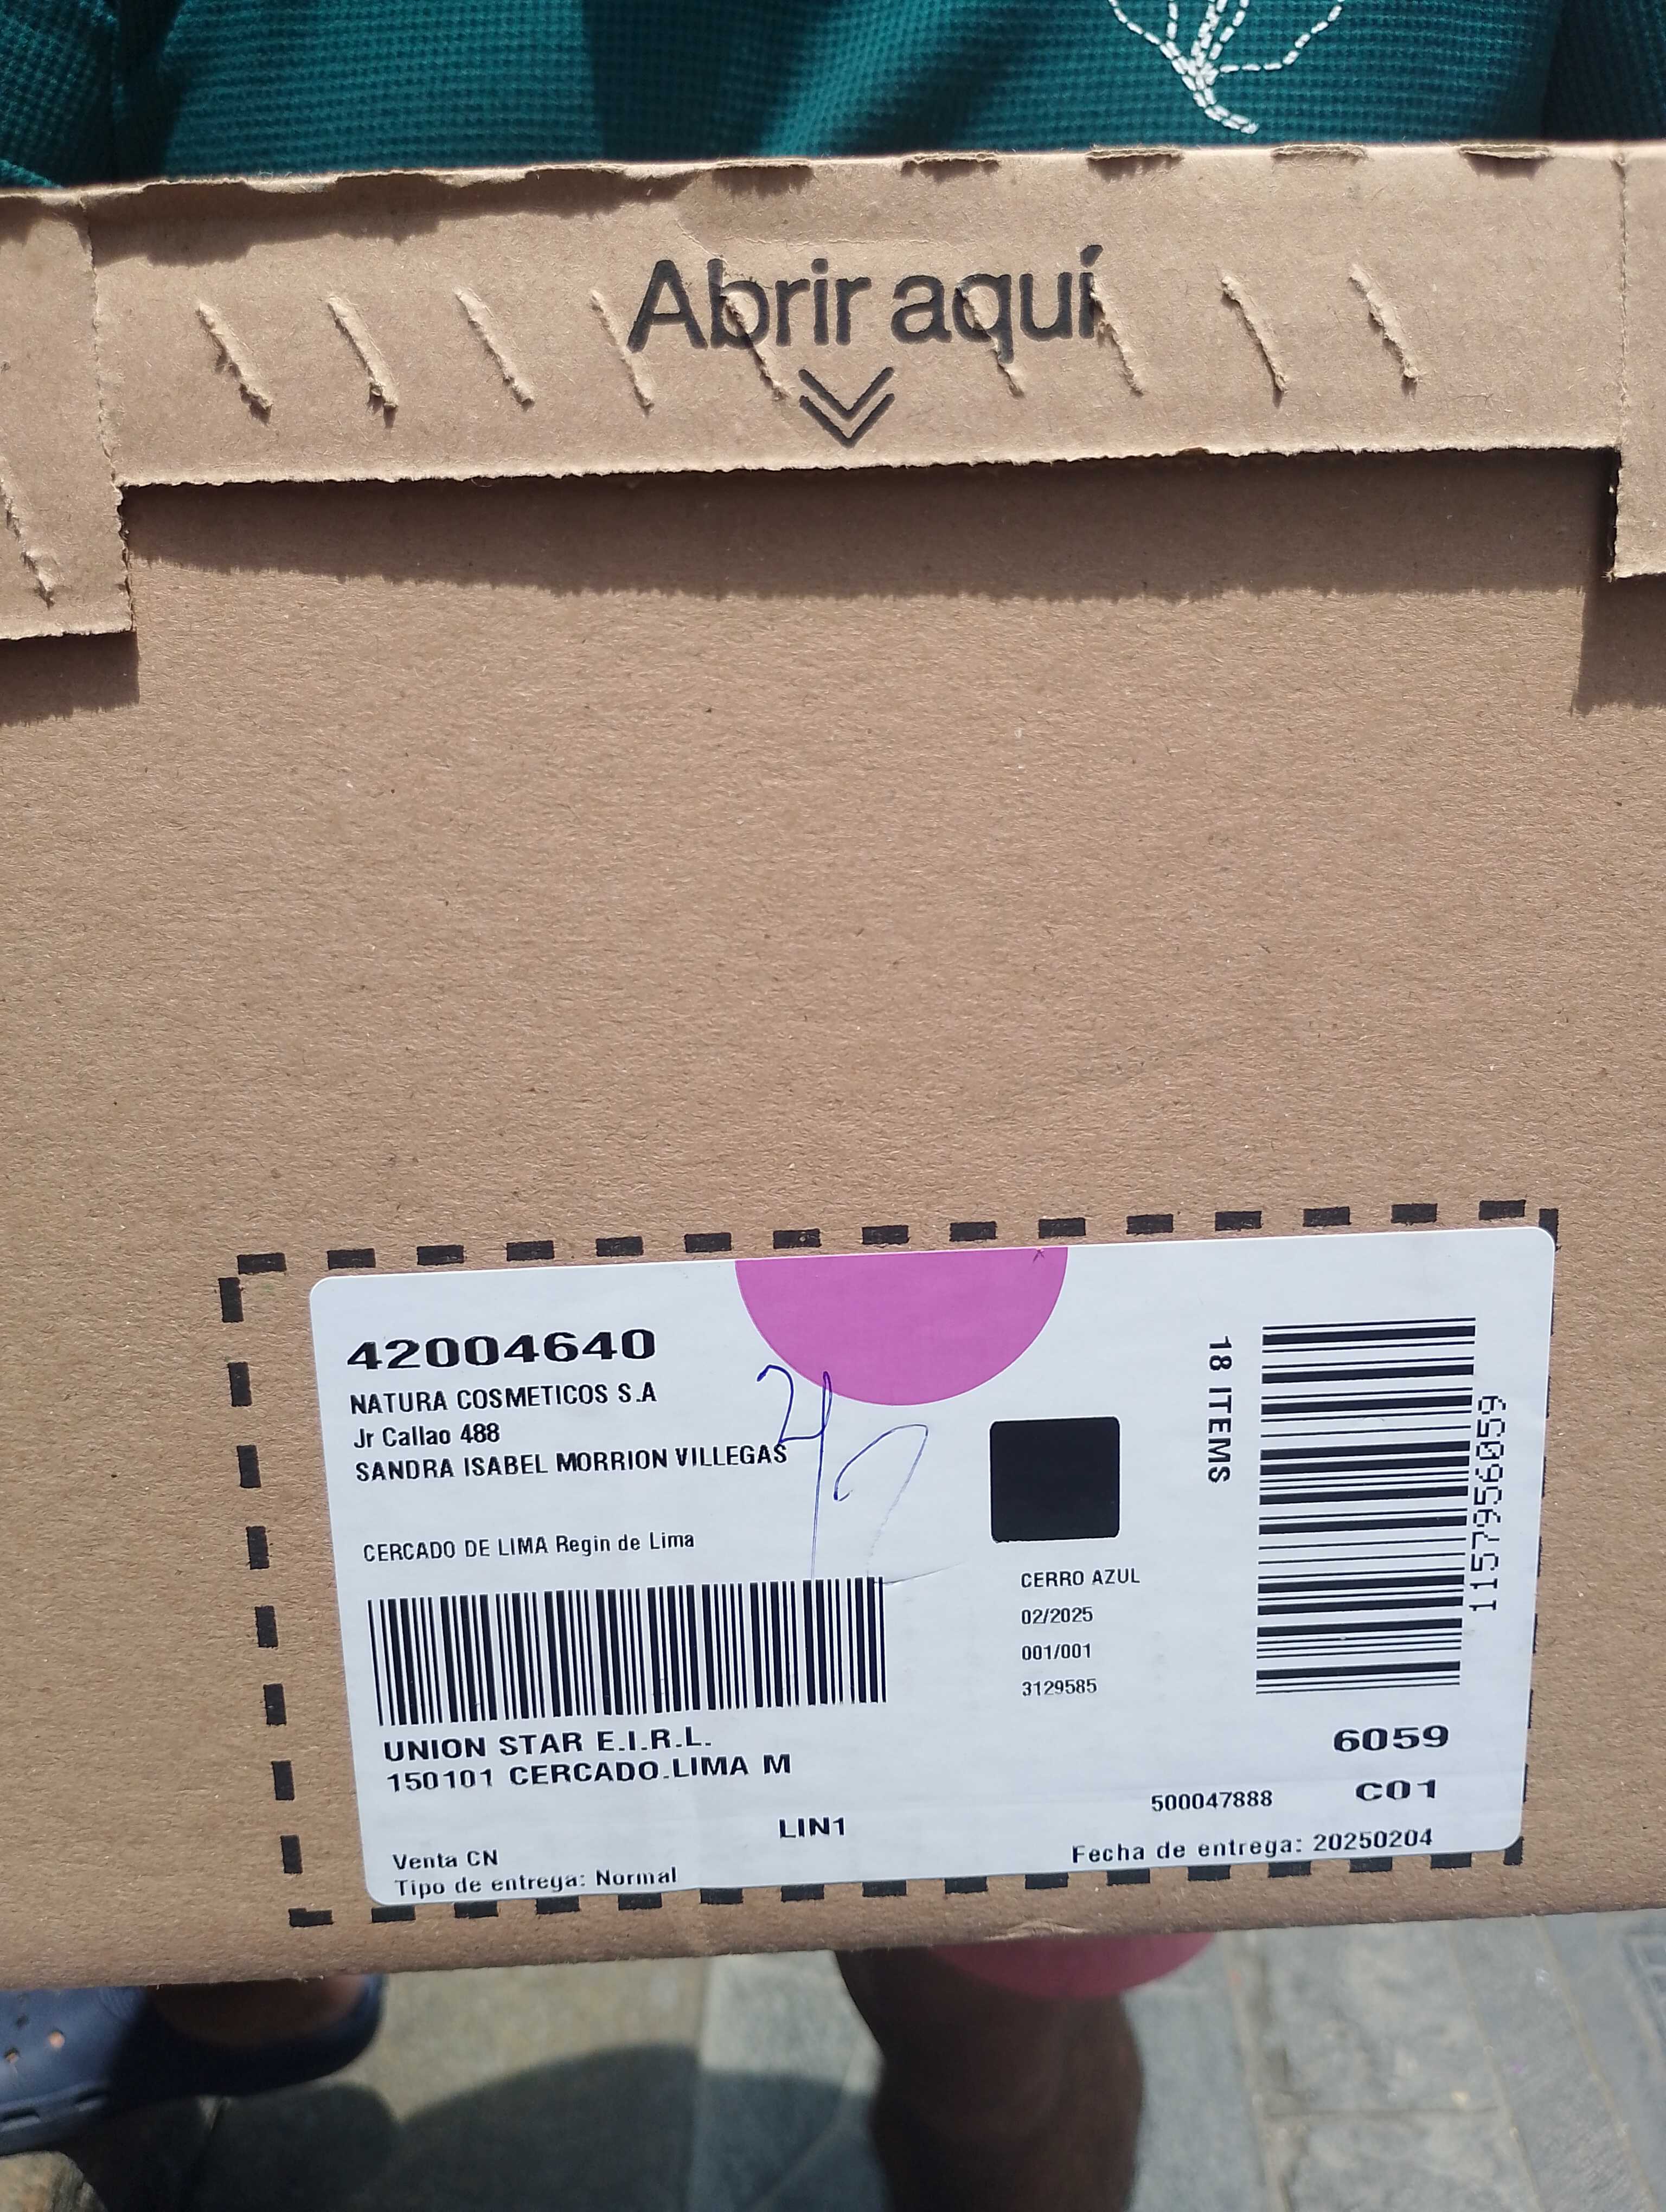 Abrir aquí
42004640
NATURA COSMETICOS S.A
Jr Callao 488
SANDRA ISABEL MORRION VILLEGAS
CERCADO DE LIMA Regin de Lima
UNION STAR E.I.R.L.
150101 CERCADO.LIMA M
LIN1
Venta CN
Tipo de entrega: Normal
CERRO AZUL
02/2025
001/001
3129585
18 ITEMS
1157956059
6059
500047888 C01
Fecha de entrega: 20250204